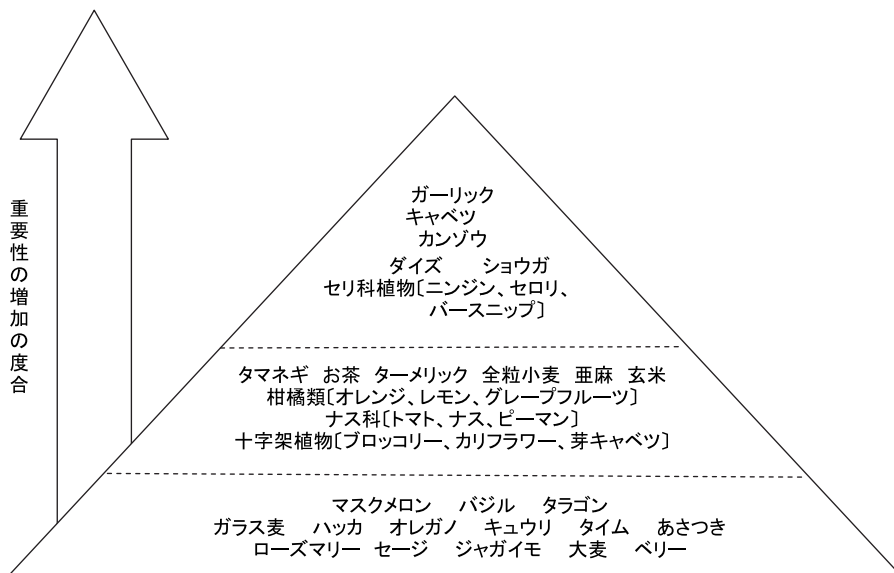 重要性の増加の度合
ガーリック
キャベツ
カンゾウ
ダイズ ショウガ
セリ科植物〔ニンジン、セロリ、
バースニップ〕
タマネギ お茶 ターメリック 全粒小麦 亜麻 玄米
柑橘類〔オレンジ、レモン、グレープフルーツ〕
ナス科〔トマト、ナス、ピーマン〕
十字架植物〔ブロッコリー、カリフラワー、芽キャベツ〕
マスクメロン バジル タラゴン
ガラス麦 ハッカ オレガノ キュウリ タイム あさつき
ローズマリー セージ ジャガイモ 大麦 ベリー